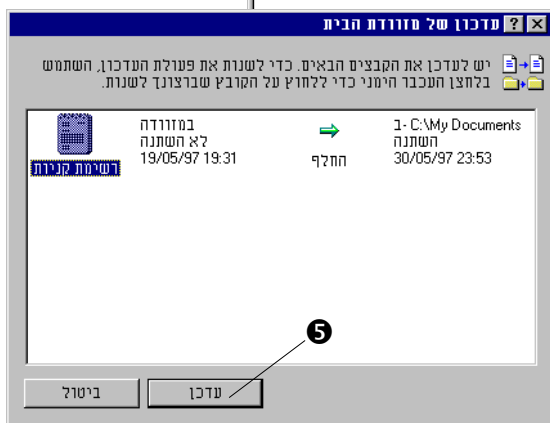 עדכון של מזוודת הבית
יש לעדכן את הקבצים הבאים. כדי לשנות את פעולת העדכון, השתמש
בלחצן העכבר הימני כדי ללחוץ על הקובץ שברצונך לשנות.
רשימת קניות
במזוודה
לא השתנה
19/05/97 19:31
החלף
ב- C:\My Documents
השתנה
30/05/97 23:53
5
עדכן
ביטול